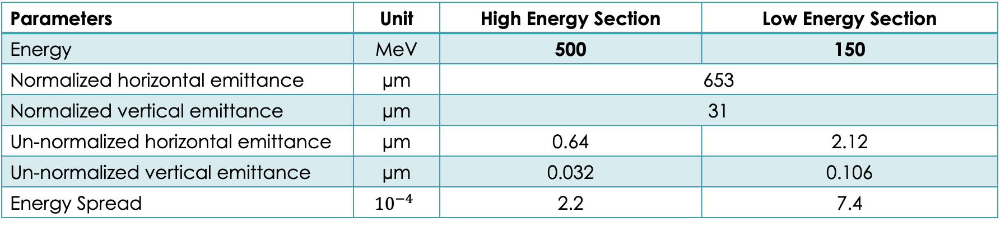 Parameters Unit High Energy Section Low Energy Section
Energy MeV 500 150
Normalized horizontal emittance µm 653
Normalized vertical emittance µm 31
Un-normalized horizontal emittance µm 0.64 2.12
Un-normalized vertical emittance µm 0.032 0.106
Energy Spread 10⁻⁴ 2.2 7.4